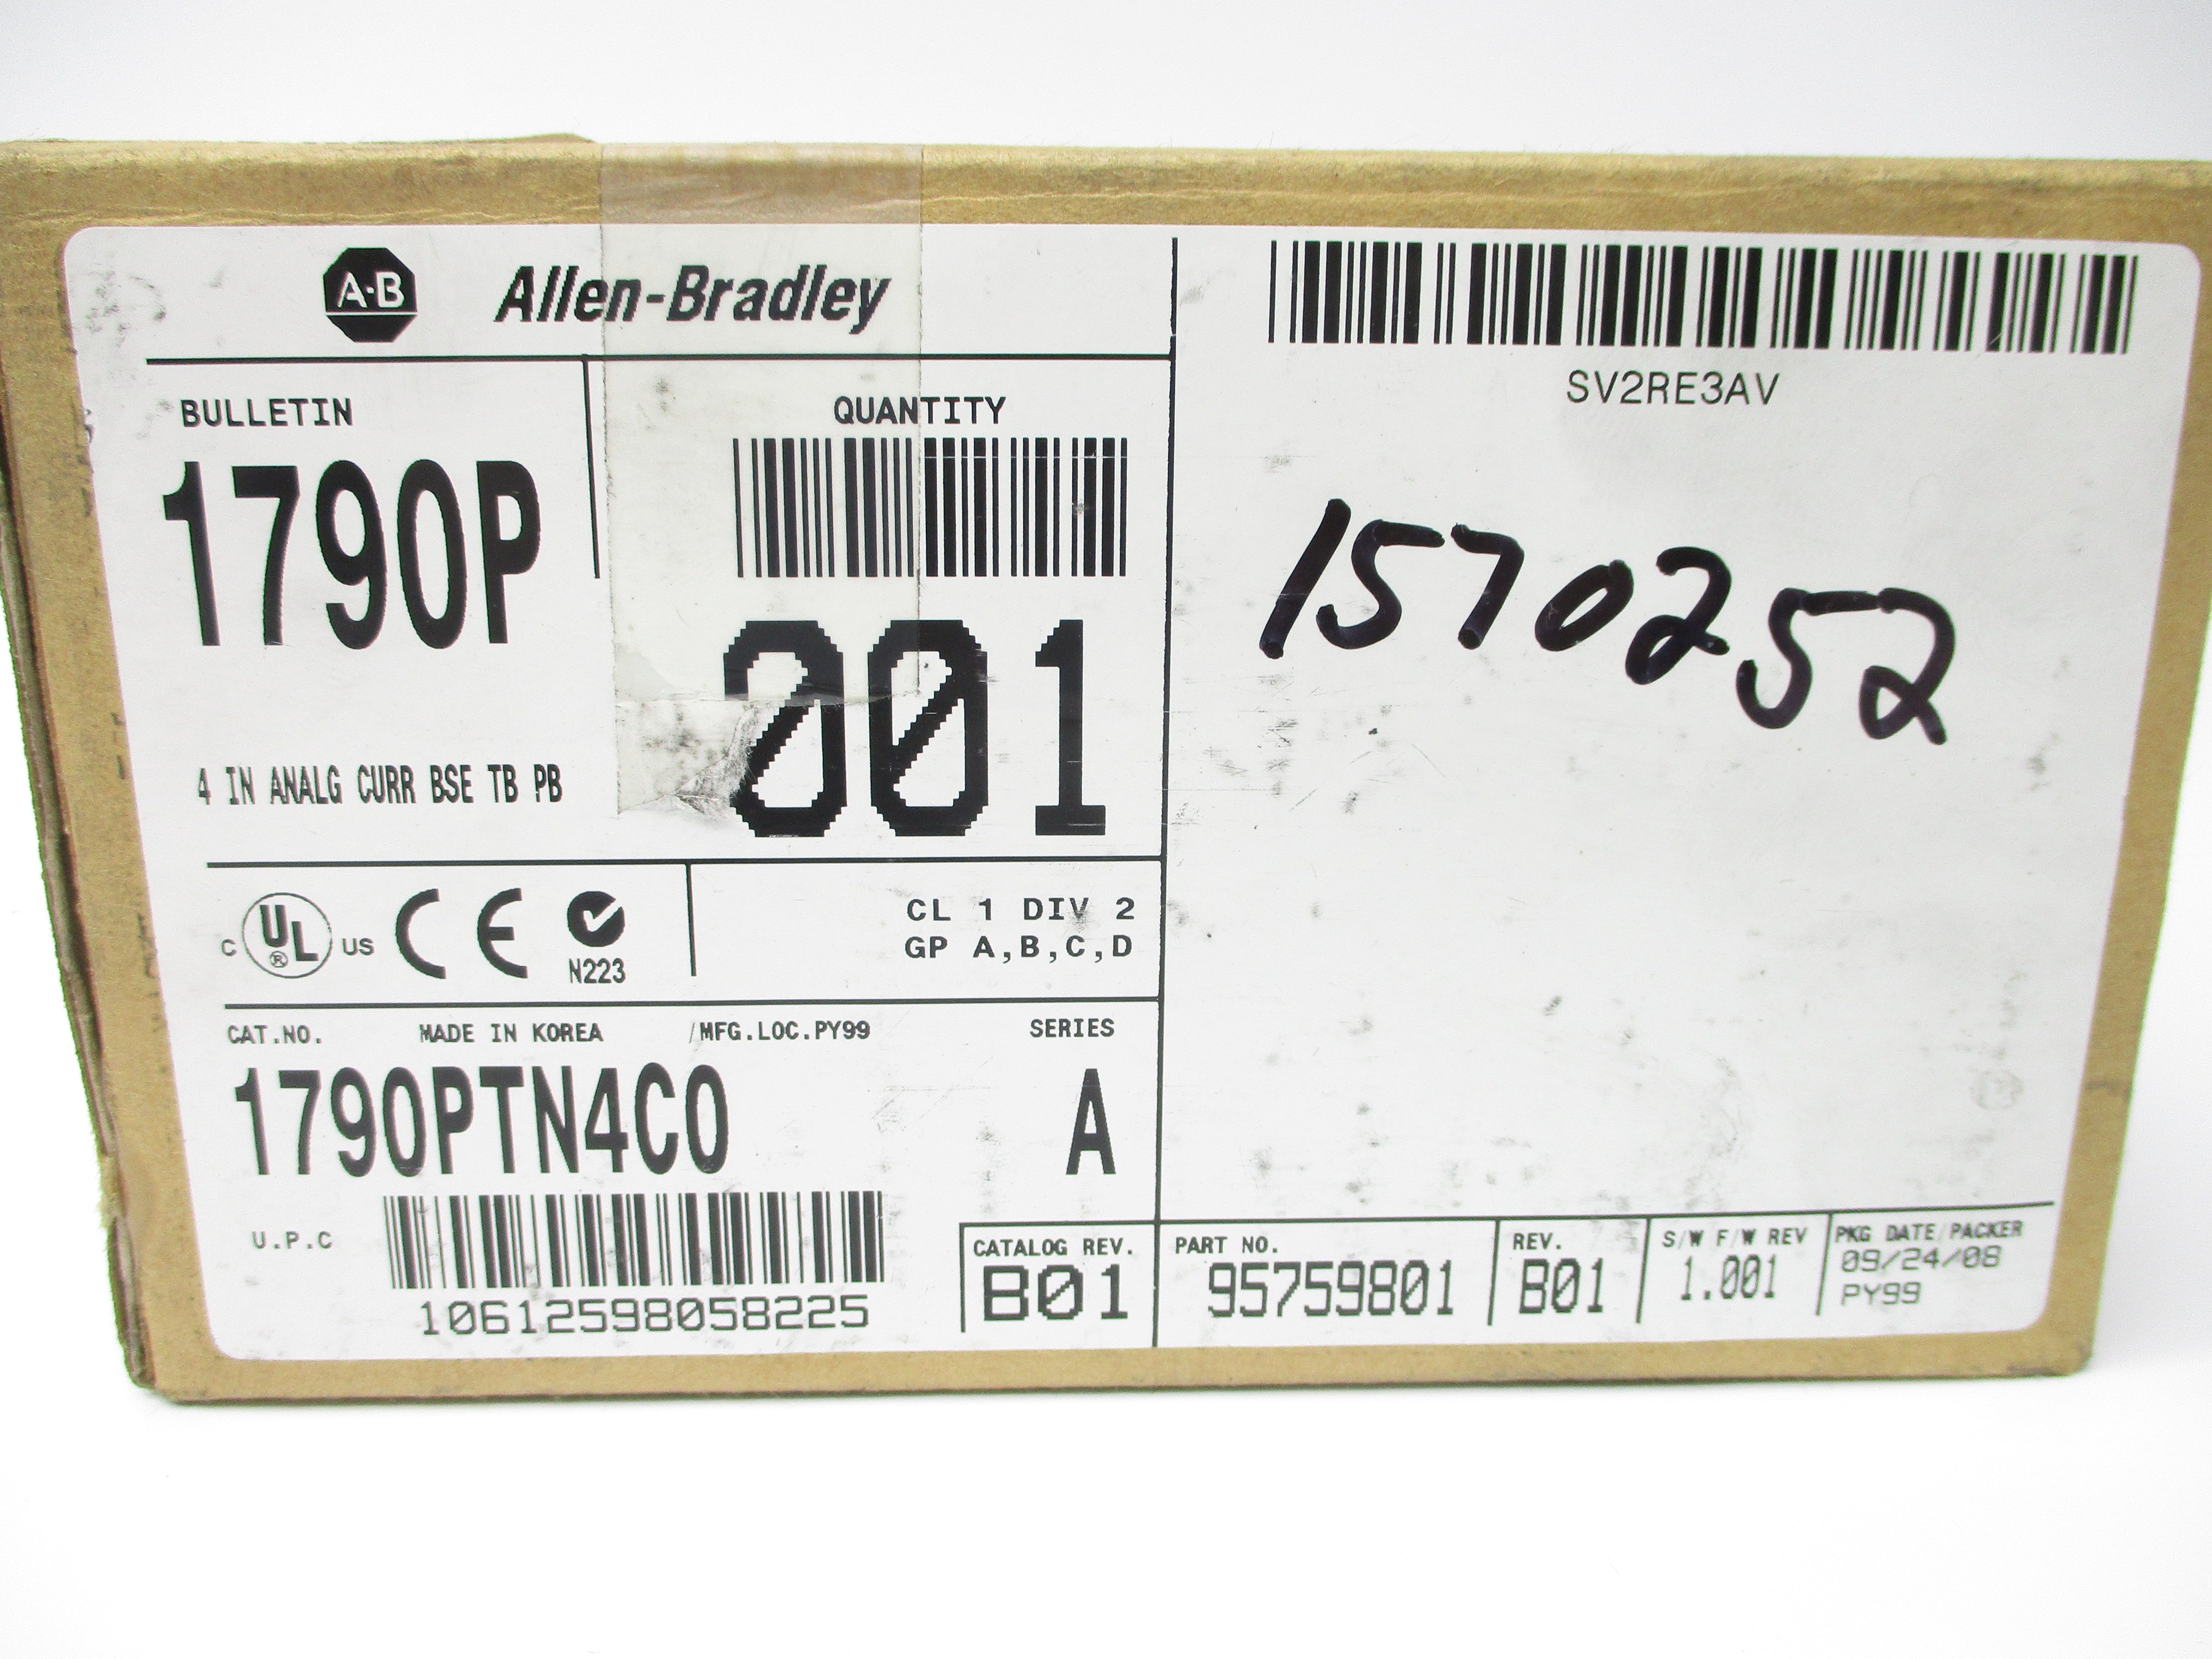 A-B Allen-Bradley
BULLETIN
1790P
4 IN ANALG CURR BSE TB PB
QUANTITY
001
C UL ® US CE N223
CL 1 DIV 2
GP A,B,C,D
CAT.NO. MADE IN KOREA /MFG.LOC.PY99 SERIES
1790PTN4C0 A
U.P.C
10612598058225
CATALOG REV.
B01
SV2RE3AV
1570252
PART NO.
95759801
REV.
B01
S/W F/W REV
1.001
PKG DATE/PACKER
09/24/08
PY99